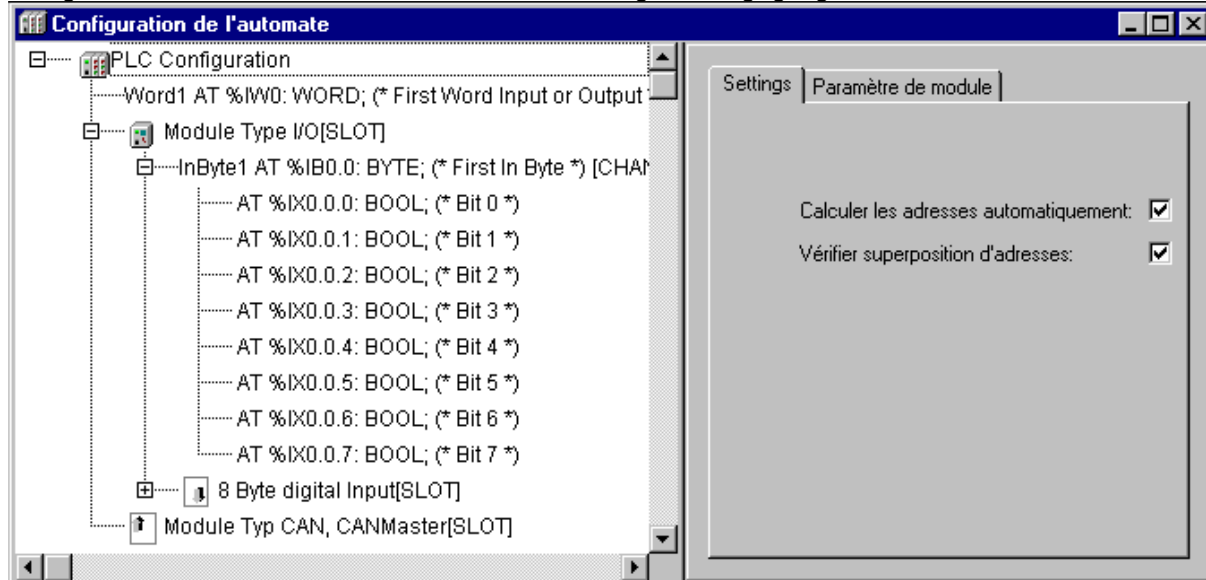 Configuration de l'automate
PLC Configuration
Word1 AT %IW0: WORD; (* First Word Input or Output
Module Type I/O[SLOT]
InByte1 AT %IB0.0: BYTE; (* First In Byte *) [CHAN
AT %IX0.0.0: BOOL; (* Bit 0 *)
AT %IX0.0.1: BOOL; (* Bit 1 *)
AT %IX0.0.2: BOOL; (* Bit 2 *)
AT %IX0.0.3: BOOL; (* Bit 3 *)
AT %IX0.0.4: BOOL; (* Bit 4 *)
AT %IX0.0.5: BOOL; (* Bit 5 *)
AT %IX0.0.6: BOOL; (* Bit 6 *)
AT %IX0.0.7: BOOL; (* Bit 7 *)
8 Byte digital Input[SLOT]
Module Typ CAN, CANMaster[SLOT]
Settings
Paramètre de module
Calculer les adresses automatiquement:
Vérifier superposition d'adresses: